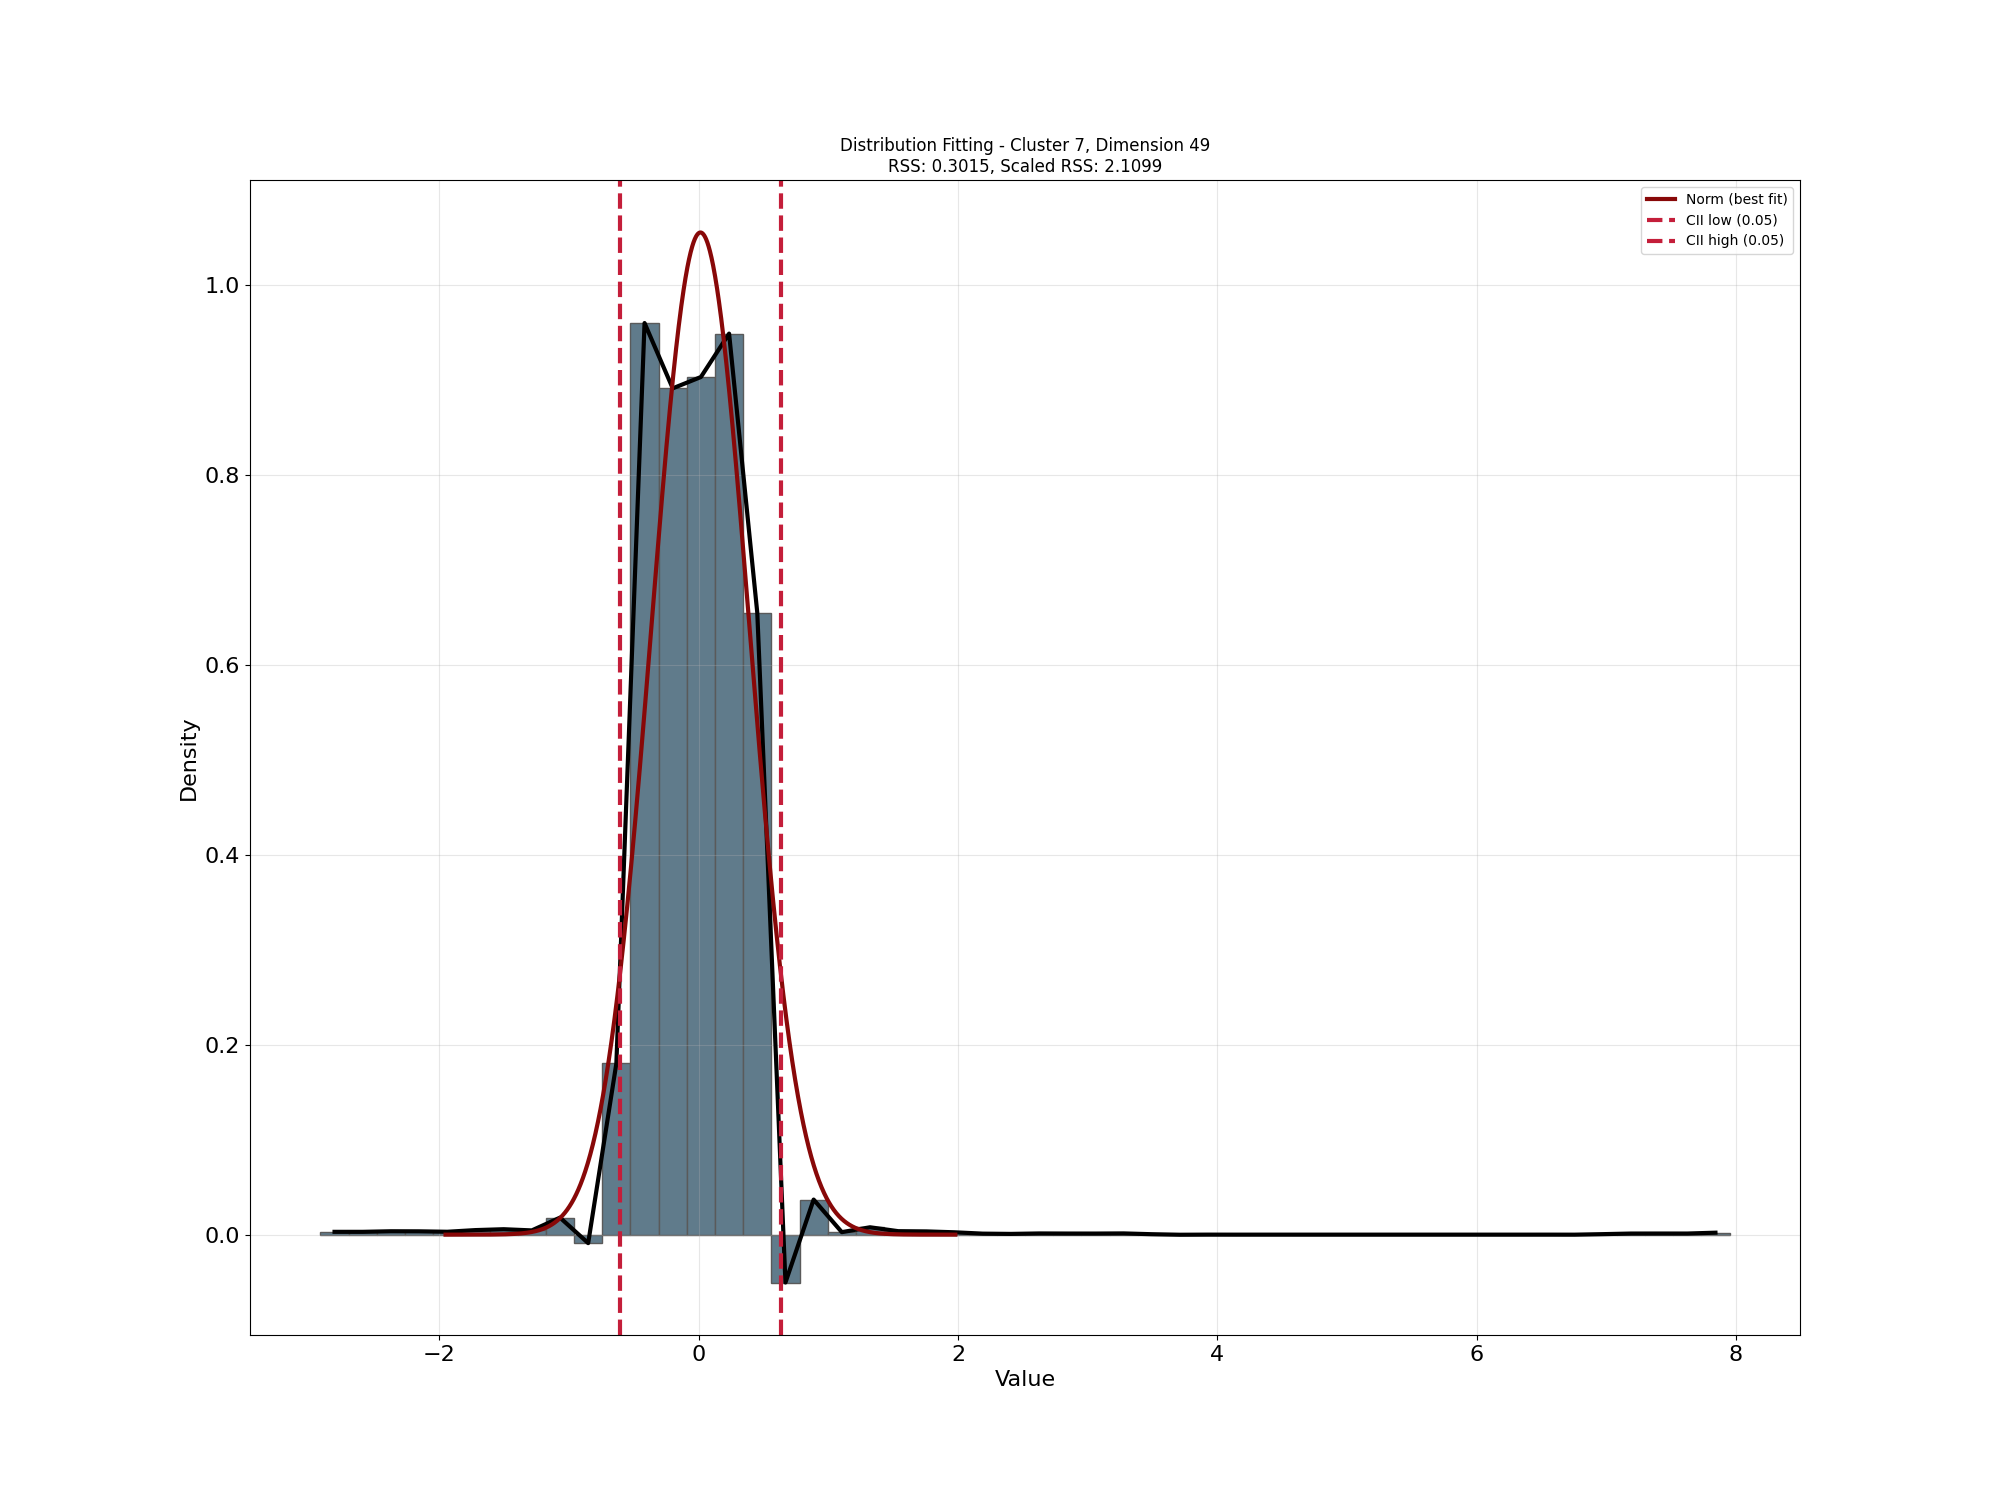 Distribution Fitting - Cluster 7, Dimension 49
RSS: 0.3015, Scaled RSS: 2.1099
Norm (best fit)
CII low (0.05)
CII high (0.05)
1.0
0.8
0.6
0.4
0.2
0.0
Density
−2
0
2
4
6
8
Value